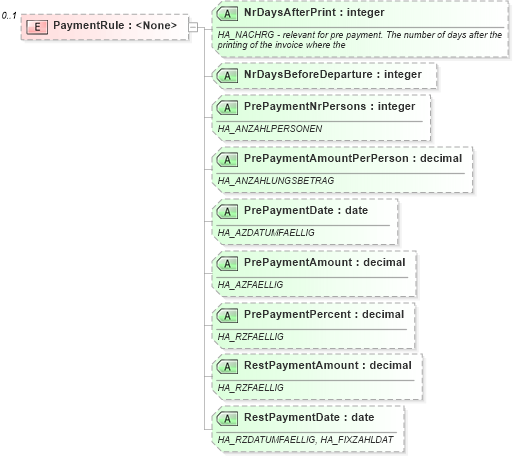 0..1
E PaymentRule : <None>
A NrDaysAfterPrint : integer
HA_NACHRG - relevant for pre payment. The number of days after the
printing of the invoice where the
A NrDaysBeforeDeparture : integer
A PrePaymentNrPersons : integer
HA_ANZAHLPERSONEN
A PrePaymentAmountPerPerson : decimal
HA_ANZAHLUNGSBETRAG
A PrePaymentDate : date
HA_AZDATUMFAELLIG
A PrePaymentAmount : decimal
HA_AZFAELLIG
A PrePaymentPercent : decimal
HA_RZFAELLIG
A RestPaymentAmount : decimal
HA_RZFAELLIG
A RestPaymentDate : date
HA_RZDATUMFAELLIG, HA_FIXZAHLDAT